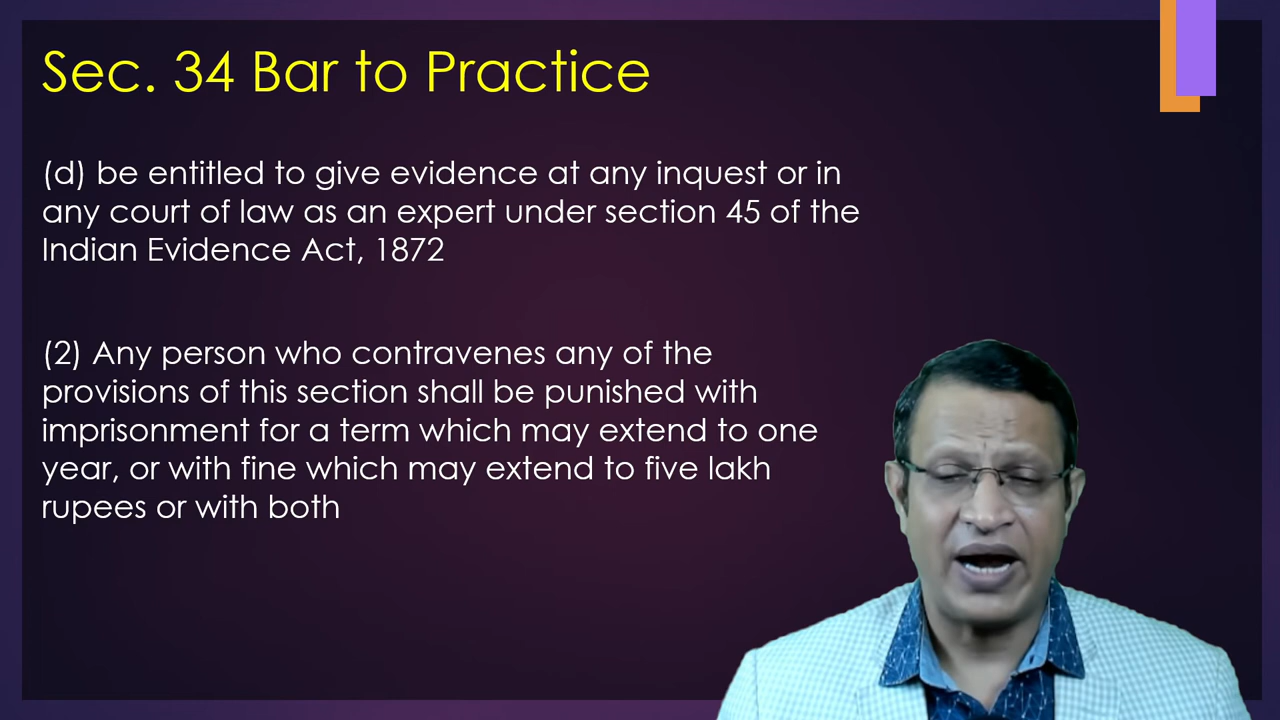 Sec. 34 Bar to Practice
(d) be entitled to give evidence at any inquest or in
any court of law as an expert under section 45 of the
Indian Evidence Act, 1872
(2) Any person who contravenes any of the
provisions of this section shall be punished with
imprisonment for a term which may extend to one
year, or with fine which may extend to five lakh
rupees or with both